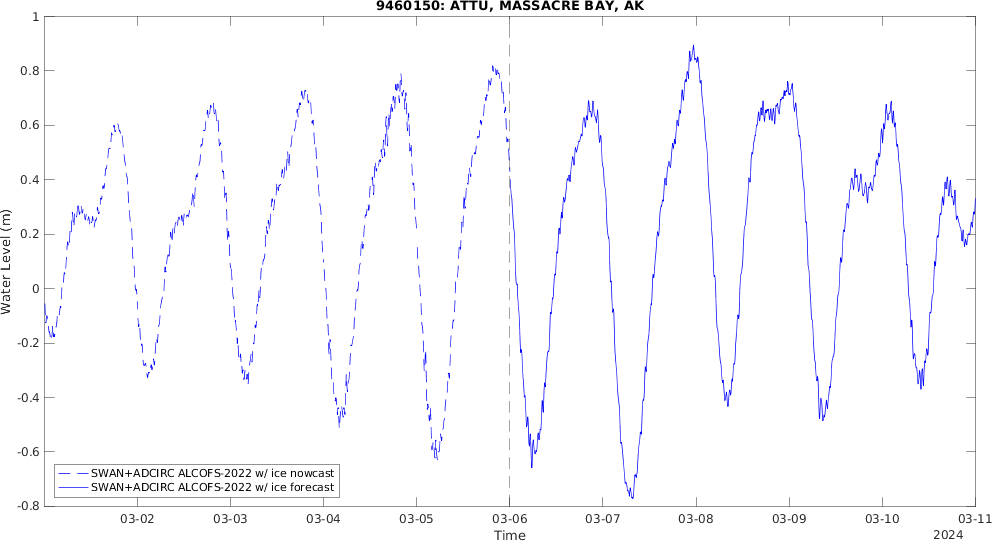 9460150: ATTU, MASSACRE BAY, AK
1
0.8
0.6
0.4
0.2
0
-0.2
-0.4
-0.6
-0.8
Water Level (m)
SWAN+ADCIRC ALCOFS-2022 w/ ice nowcast
SWAN+ADCIRC ALCOFS-2022 w/ ice forecast
03-02 03-03 03-04 03-05 03-06 03-07 03-08 03-09 03-10 03-11
Time
2024